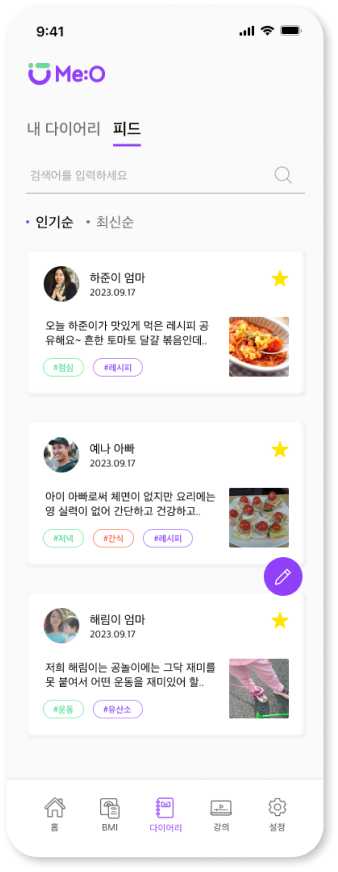 9:41
Me:O
내 다이어리 피드
검색어를 입력하세요
• 인기순 • 최신순
하준이 엄마
2023.09.17
오늘 하준이가 맛있게 먹은 레시피 공
유해요~ 흔한 토마토 달걀 볶음인데..
#점심 #레시피
예나 아빠
2023.09.17
아이 아빠로써 체면이 없지만 요리에는
영 실력이 없어 간단하고 건강하고..
#저녁 #간식 #레시피
해림이 엄마
2023.09.17
저희 해림이는 공놀이에는 그닥 재미를
못 붙여서 어떤 운동을 재미있어 할..
#운동 #유산소
홈 BMI 다이어리 강의 설정